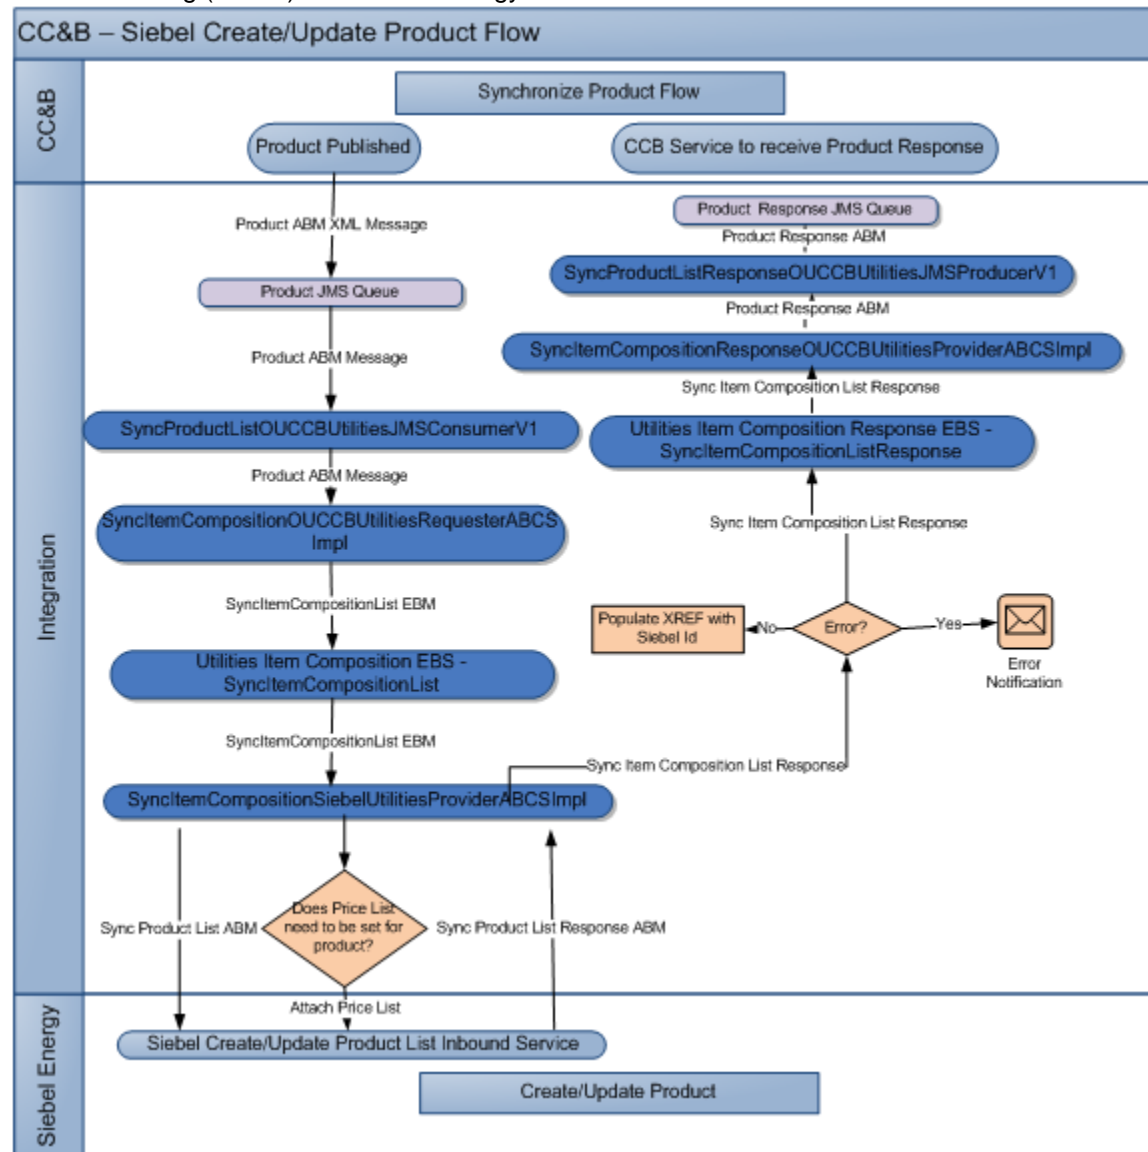 CC&B – Siebel Create/Update Product Flow
CC&B
Synchronize Product Flow
Product Published
CCB Service to receive Product Response
Integration
Product ABM XML Message
Product JMS Queue
Product ABM Message
SyncProductListOUCCBUtilitiesJMSConsumerV1
Product ABM Message
SyncItemCompositionOUCCBUtilitiesRequesterABCS
Impl
SyncItemCompositionList EBM
Utilities Item Composition EBS -
SyncItemCompositionList
SyncItemCompositionList EBM
SyncItemCompositionSiebelUtilitiesProviderABCSImpl
Product Response JMS Queue
Product Response ABM
SyncProductListResponseOUCCBUtilitiesJMSProducerV1
Product Response ABM
SyncItemCompositionResponseOUCCBUtilitiesProviderABCSImpl
Sync Item Composition List Response
Utilities Item Composition Response EBS -
SyncItemCompositionListResponse
Sync Item Composition List Response
Populate XREF with
Siebel Id
No
Error?
Yes
Error
Notification
Sync Item Composition List Response
Sync Product List ABM
Does Price List
need to be set for
product?
Sync Product List Response ABM
Attach Price List
Siebel Energy
Siebel Create/Update Product List Inbound Service
Create/Update Product